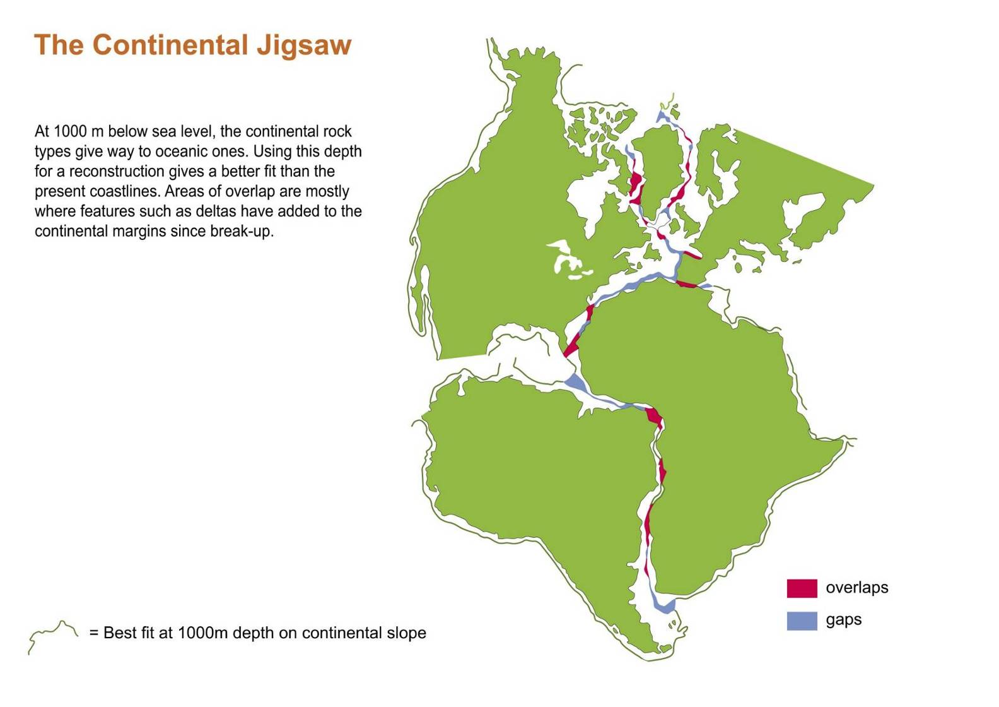 The Continental Jigsaw
At 1000 m below sea level, the continental rock
types give way to oceanic ones. Using this depth
for a reconstruction gives a better fit than the
present coastlines. Areas of overlap are mostly
where features such as deltas have added to the
continental margins since break-up.
overlaps
gaps
= Best fit at 1000m depth on continental slope